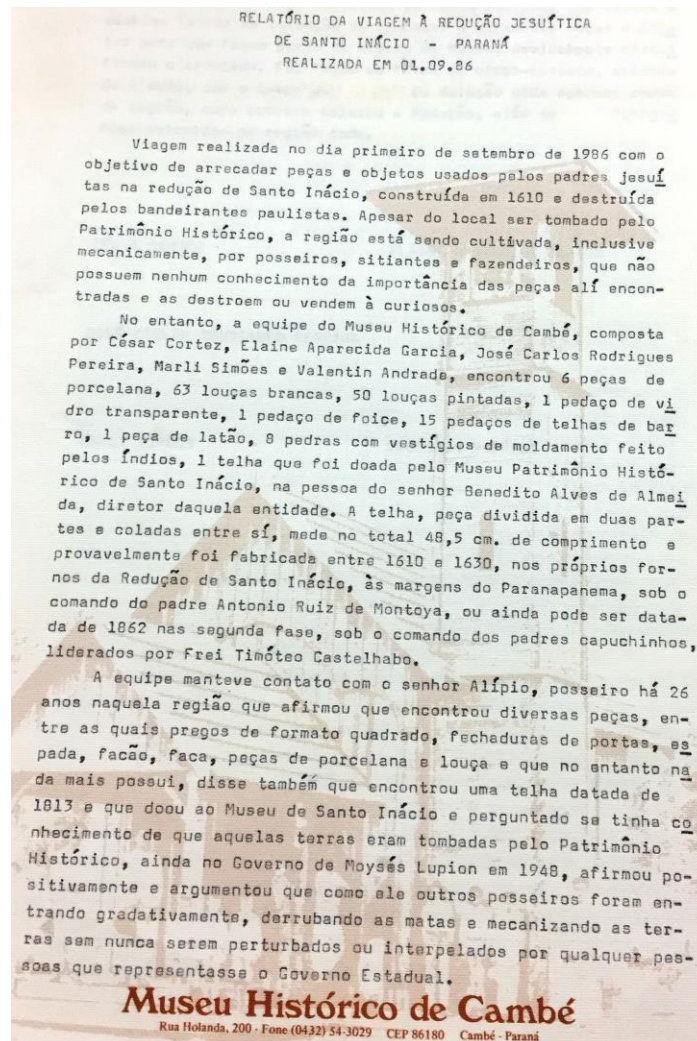 RELATÓRIO DA VIAGEM À REDUÇÃO JESUÍTICA
DE SANTO INÁCIO - PARANÁ
REALIZADA EM 01.09.86
Viagem realizada no dia primeiro de setembro de 1986 com o
objetivo de arrecadar peças e objetos usados pelos padres jesuí
tas na redução de Santo Inácio, construída em 1610 e destruída
pelos bandeirantes paulistas. Apesar do local ser tombado pelo
Patrimônio Histórico, a região está sendo cultivada, inclusive
mecanicamente, por posseiros, sitiantes e fazendeiros, que não
possuem nenhum conhecimento da importância das peças alí encon-
tradas e as destroem ou vendem à curiosos.
No entanto, a equipe do Museu Histórico de Cambé, composta
por César Cortez, Elaine Aparecida Garcia, José Carlos Rodrigues
Pereira, Marli Simões e Valentin Andrade, encontrou 6 peças de
porcelana, 63 louças brancas, 50 louças pintadas, 1 pedaço de vi
dro transparente, 1 pedaço de foice, 15 pedaços de telhas de bar
ro, 1 peça de latão, 8 pedras com vestígios de moldamento feito
pelos Índios, 1 telha que foi doada pelo Museu Patrimônio Histó-
rico de Santo Inácio, na pessoa do senhor Benedito Alves de Almei
da, diretor daquela entidade. A telha, peça dividida em duas par-
tes e coladas entre sí, mede no total 48,5 cm. de comprimento e
provavelmente foi fabricada entre 1610 e 1630, nos próprios for-
nos da Redução de Santo Inácio, às margens do Paranapanema, sob o
comando do padre Antonio Ruiz de Montoya, ou ainda pode ser data-
da de 1862 nas segunda fase, sob o comando dos padres capuchinhos,
liderados por Frei Timóteo Castelhabo.
A equipe manteve contato com o senhor Alípio, posseiro há 26
anos naquela região que afirmou que encontrou diversas peças, en-
tre as quais pregos de formato quadrado, fechaduras de portas, es
pada, facão, faca, peças de porcelana e louça e que no entanto na
da mais possui, disse também que encontrou uma telha datada de
1813 e que doou ao Museu de Santo Inácio e perguntado se tinha co
nhecimento de que aquelas terras eram tombadas pelo Patrimônio
Histórico, ainda no Governo de Moysés Lupion em 1948, afirmou po-
sitivamente e argumentou que como ele outros posseiros foram en-
trando gradativamente, derrubando as matas e mecanizando as ter-
ras sem nunca serem perturbados ou interpelados por qualquer pes-
soas que representasse o Governo Estadual.
Museu Histórico de Cambé
Rua Holanda, 200 - Fone (0432) 54-3029 CEP 86180 Cambé - Paraná